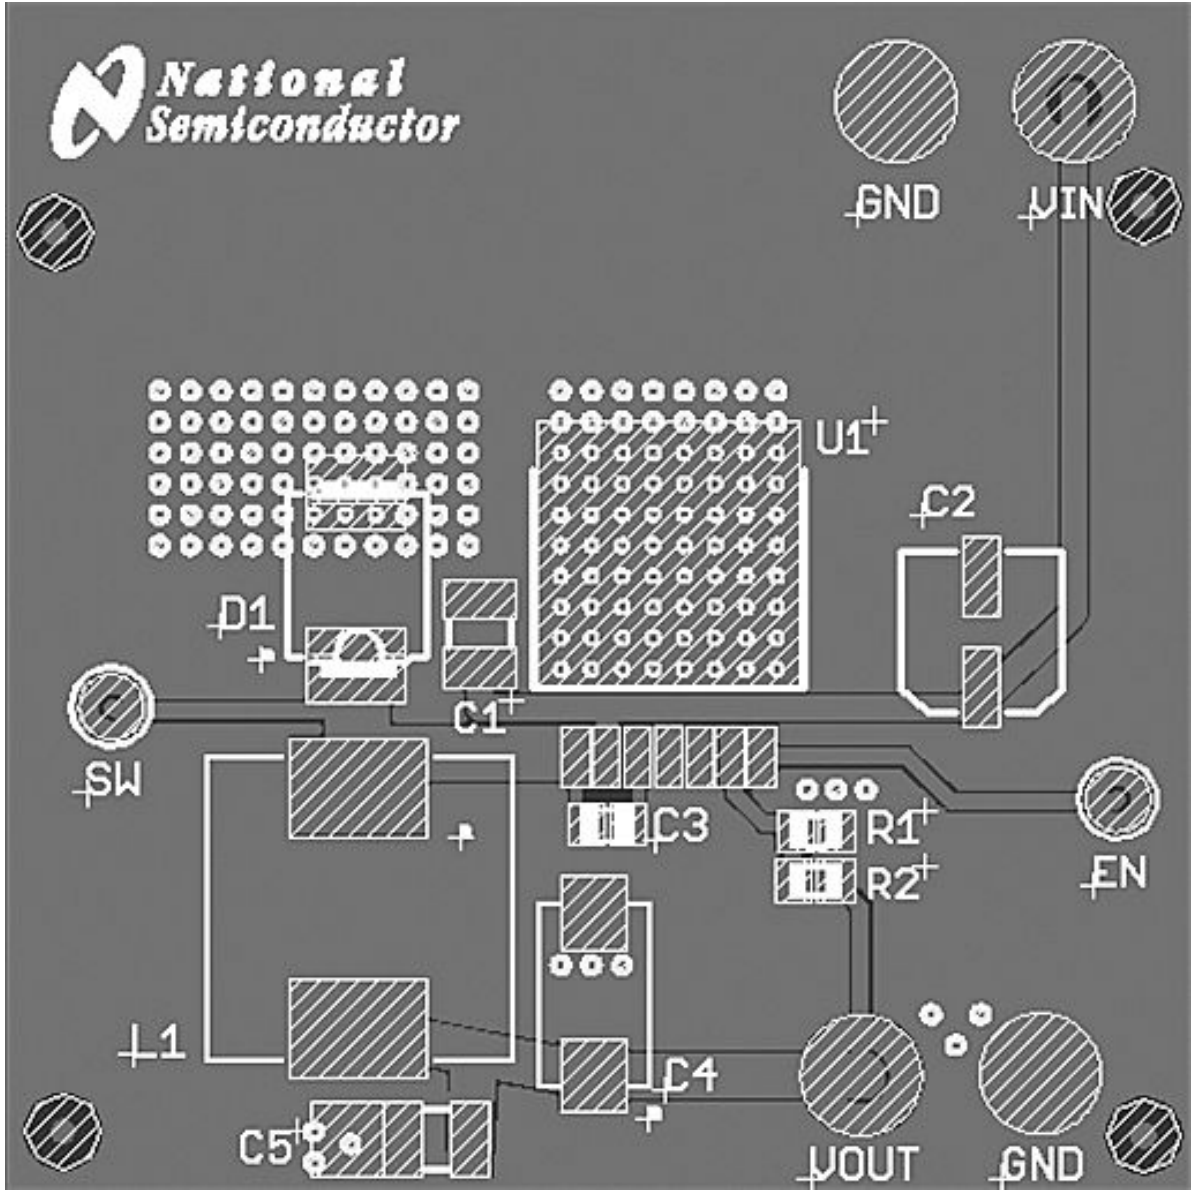 National
Semiconductor
GND
VIN
U1
C2
D1
C1
SW
C3
R1
R2
EN
L1
C4
C5
VOUT
GND